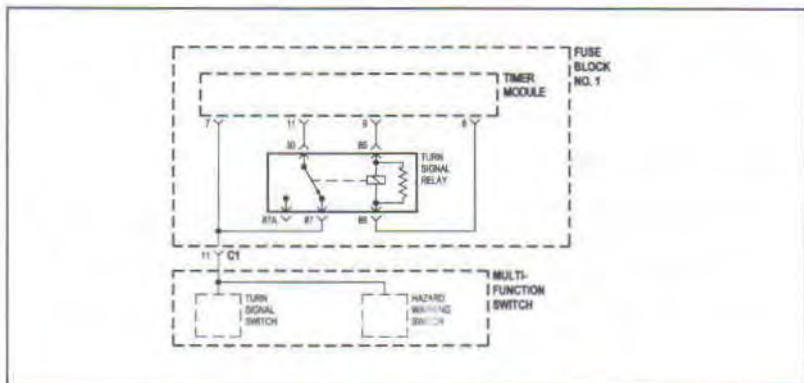 FUSE
BLOCK
NO. 1
TIMER
MODULE
7
11
9
8
30
85
TURN
SIGNAL
RELAY
87A
87
86
11
C1
MULTI-
FUNCTION
SWITCH
TURN
SIGNAL
SWITCH
HAZARD
WARNING
SWITCH